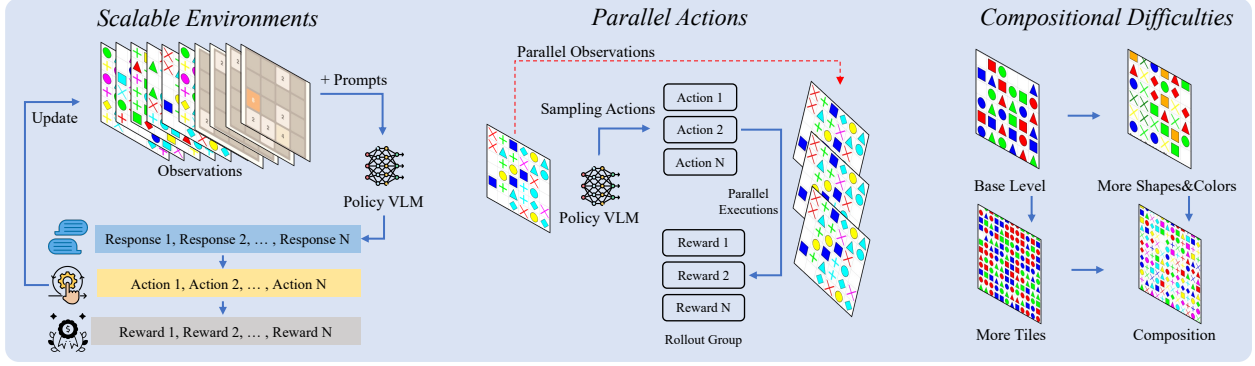 Scalable Environments
+ Prompts
Update
Observations
Policy VLM
Response 1, Response 2, … , Response N
Action 1, Action 2, … , Action N
Reward 1, Reward 2, … , Reward N
Parallel Actions
Parallel Observations
Sampling Actions
Action 1
Action 2
Action N
Policy VLM
Parallel
Executions
Reward 1
Reward 2
Reward N
Rollout Group
Compositional Difficulties
Base Level
More Shapes&Colors
More Tiles
Composition